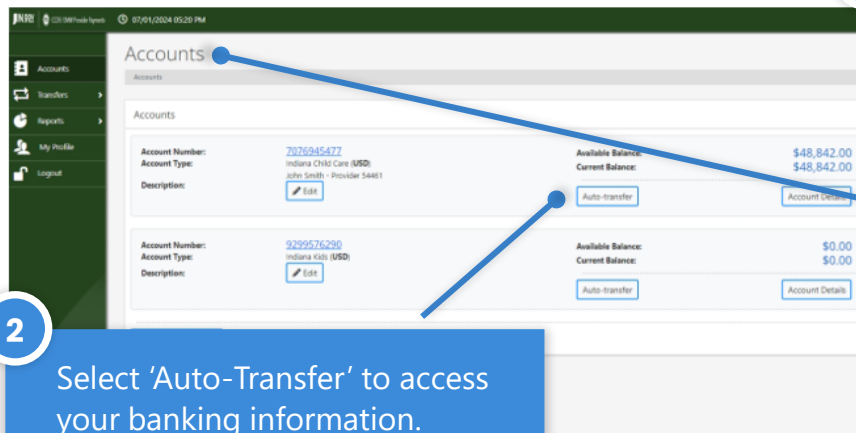 07/01/2024 05:20 PM
Accounts
Accounts
Accounts
Transfers
Reports
My Profile
Logout
Accounts
Account Number: 7076945477 Available Balance: $48,842.00
Account Type: Indiana Child Care (USD) Current Balance: $48,842.00
John Smith - Provider 54461
Description: Edit Auto-transfer Account Details
Account Number: 9299576290 Available Balance: $0.00
Account Type: Indiana Kids (USD) Current Balance: $0.00
Description: Edit Auto-transfer Account Details
2
Select ‘Auto-Transfer’ to access
your banking information.